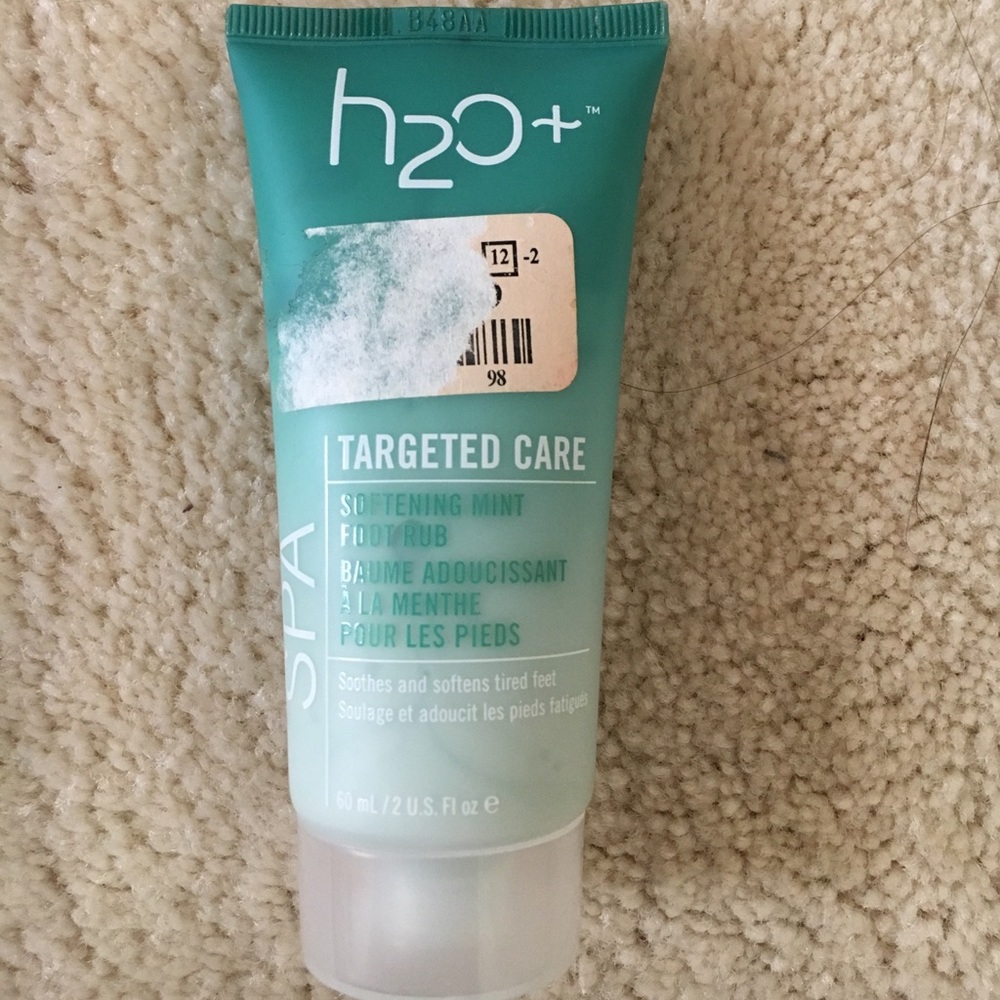 B48AA
h2o+™
12 -2
98
TARGETED CARE
SOFTENING MINT
FOOT RUB
BAUME ADOUCISSANT
À LA MENTHE
POUR LES PIEDS
Soothes and softens tired feet
Soulage et adoucit les pieds fatigués
60 mL / 2 U.S. Fl oz e
SPA